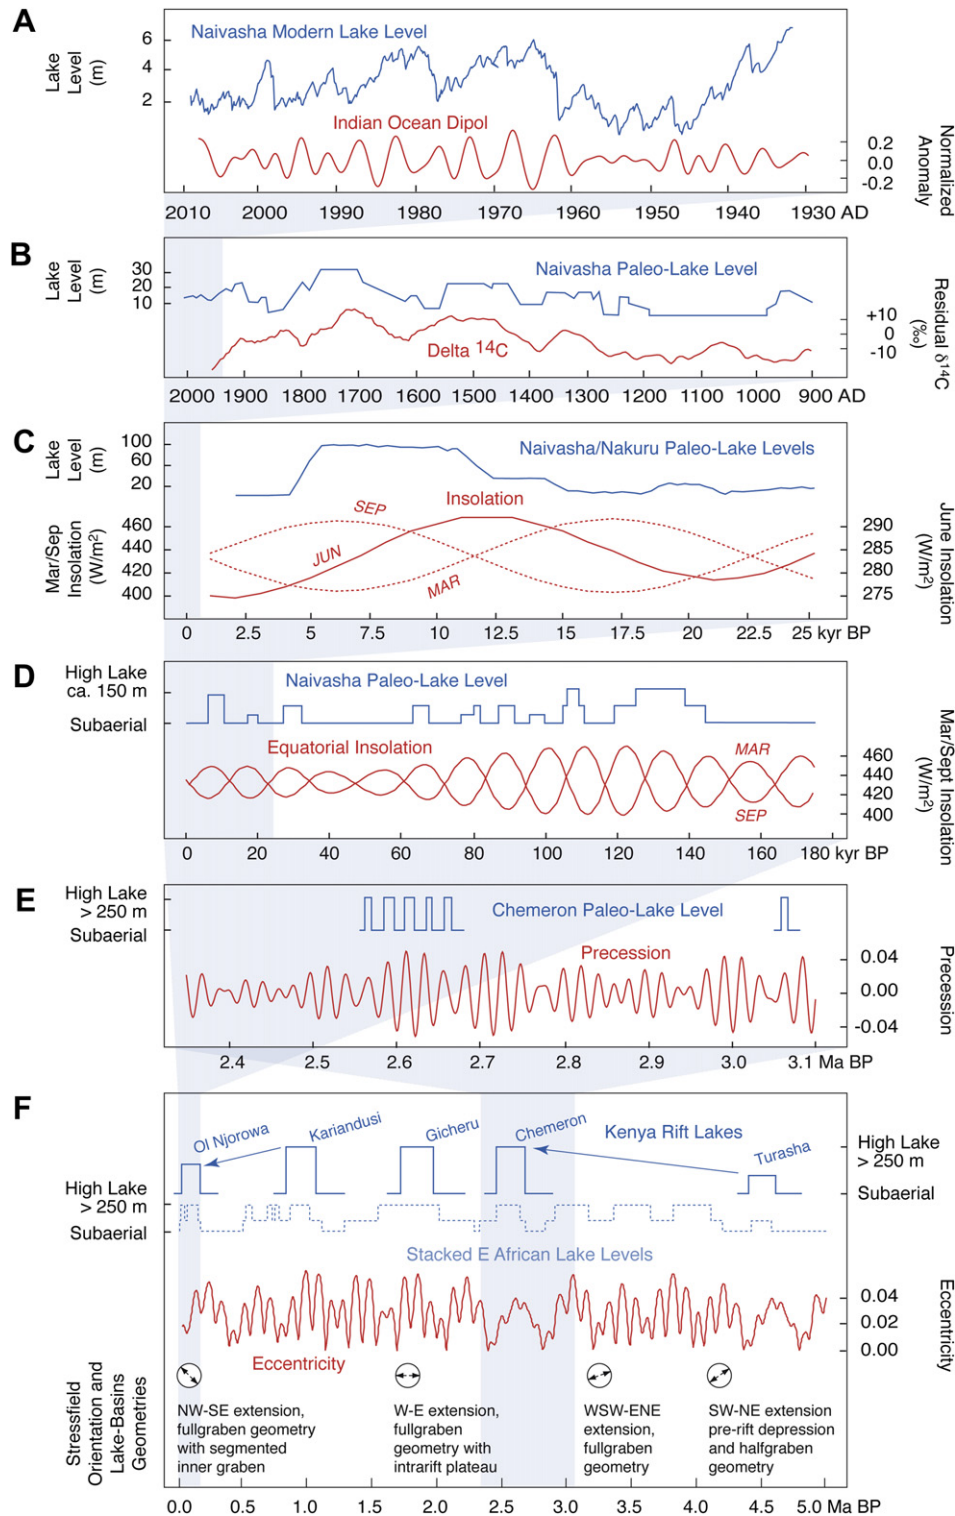 A
Naivasha Modern Lake Level
Lake
Level
(m)
6
4
2
Indian Ocean Dipol
0.2
0.0
-0.2
Normalized
Anomaly
2010 2000 1990 1980 1970 1960 1950 1940 1930 AD
B
Lake
Level
(m)
30
20
10
Naivasha Paleo-Lake Level
Delta 14C
+10
0
-10
Residual δ14C
(‰)
2000 1900 1800 1700 1600 1500 1400 1300 1200 1100 1000 900 AD
C
Lake
Level
(m)
100
60
20
Naivasha/Nakuru Paleo-Lake Levels
Insolation
SEP
JUN
MAR
Mar/Sep
Insolation
(W/m²)
460
440
420
400
290
285
280
275
June Insolation
(W/m²)
0 2.5 5 7.5 10 12.5 15 17.5 20 22.5 25 kyr BP
D
High Lake
ca. 150 m
Subaerial
Naivasha Paleo-Lake Level
Equatorial Insolation
MAR
SEP
460
440
420
400
Mar/Sept Insolation
(W/m²)
0 20 40 60 80 100 120 140 160 180 kyr BP
E
High Lake
> 250 m
Subaerial
Chemeron Paleo-Lake Level
Precession
0.04
0.00
-0.04
Precession
2.4 2.5 2.6 2.7 2.8 2.9 3.0 3.1 Ma BP
F
Ol Njorowa
Kariandusi
Gicheru
Chemeron
Kenya Rift Lakes
Turasha
High Lake
> 250 m
Subaerial
High Lake
> 250 m
Subaerial
Stacked E African Lake Levels
Eccentricity
0.04
0.02
0.00
Eccentricity
Stressfield
Orientation and
Lake-Basins
Geometries
NW-SE extension,
fullgraben geometry
with segmented
inner graben
W-E extension,
fullgraben
geometry with
intrarift plateau
WSW-ENE
extension,
fullgraben
geometry
SW-NE extension
pre-rift depression
and halfgraben
geometry
0.0 0.5 1.0 1.5 2.0 2.5 3.0 3.5 4.0 4.5 5.0 Ma BP